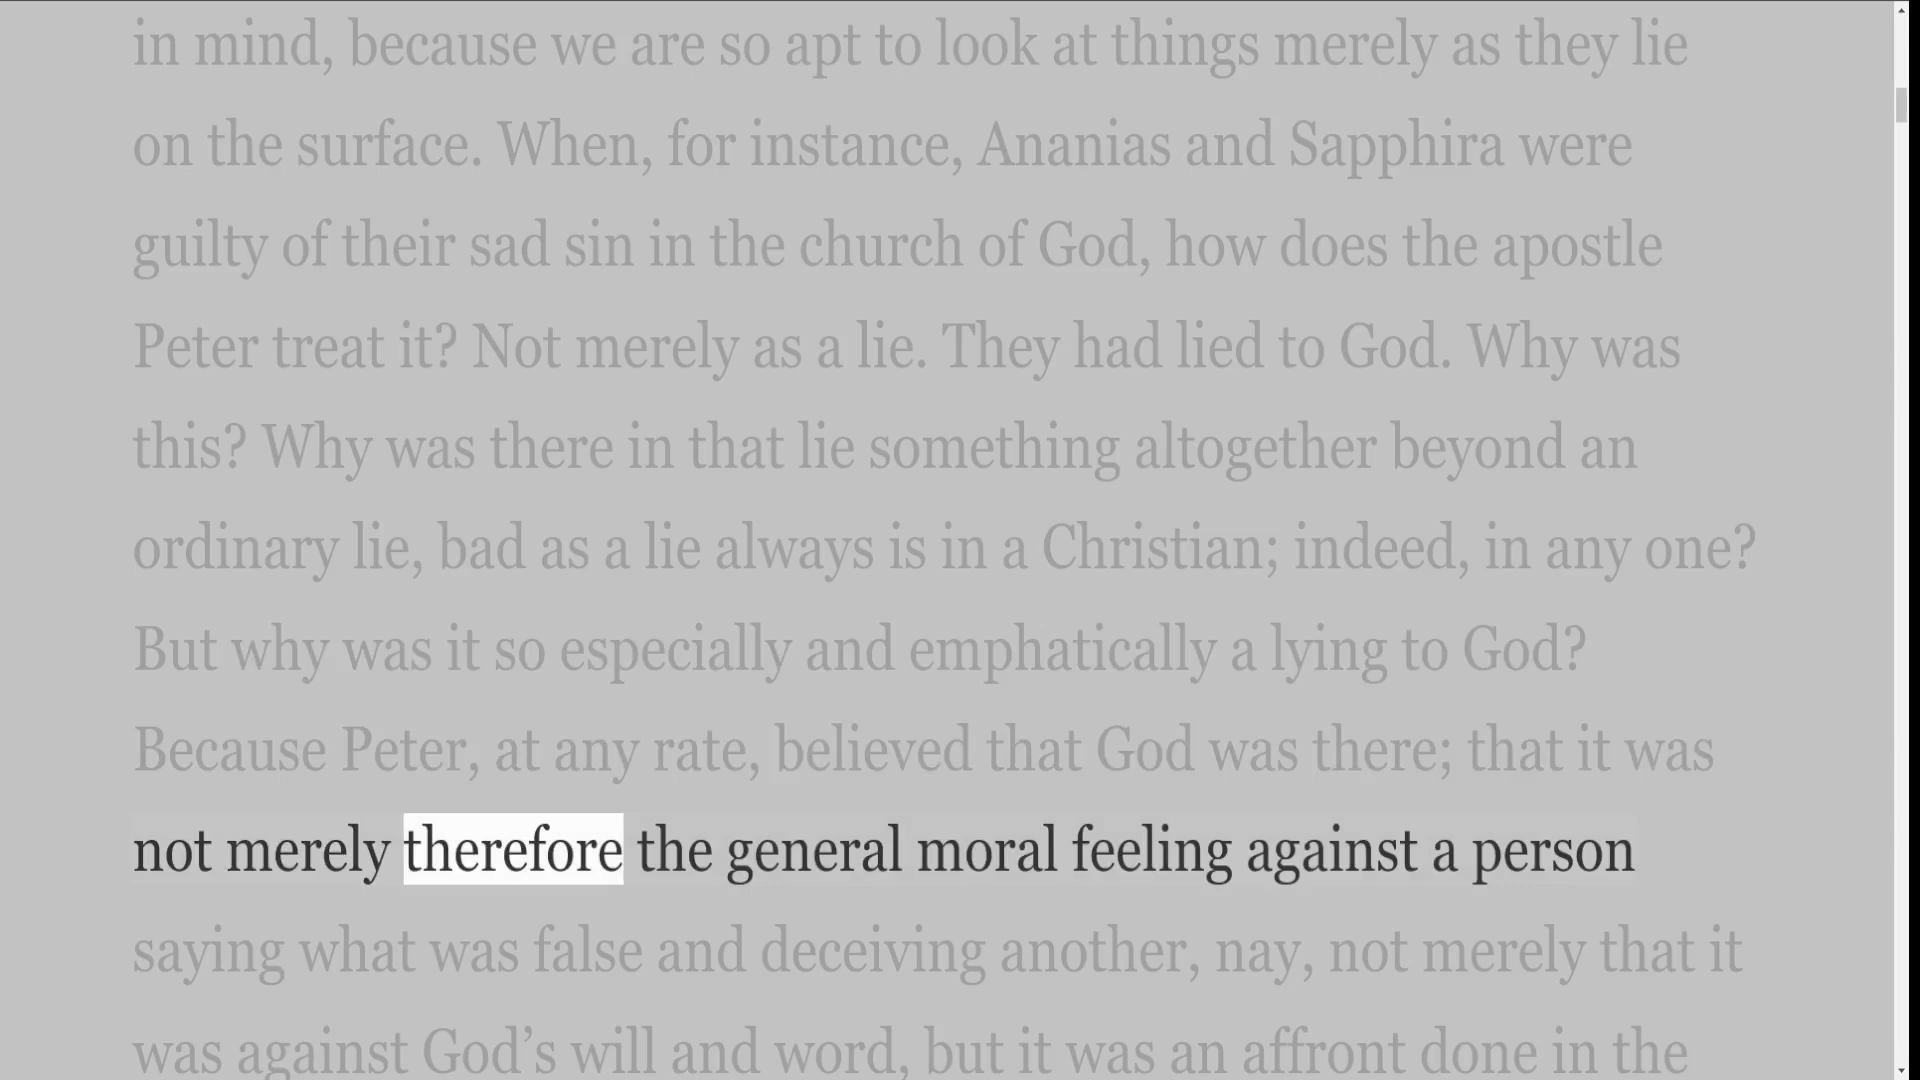 in mind, because we are so apt to look at things merely as they lie
on the surface. When, for instance, Ananias and Sapphira were
guilty of their sad sin in the church of God, how does the apostle
Peter treat it? Not merely as a lie. They had lied to God. Why was
this? Why was there in that lie something altogether beyond an
ordinary lie, bad as a lie always is in a Christian; indeed, in any one?
But why was it so especially and emphatically a lying to God?
Because Peter, at any rate, believed that God was there; that it was
not merely therefore the general moral feeling against a person
saying what was false and deceiving another, nay, not merely that it
was against God’s will and word, but it was an affront done in the